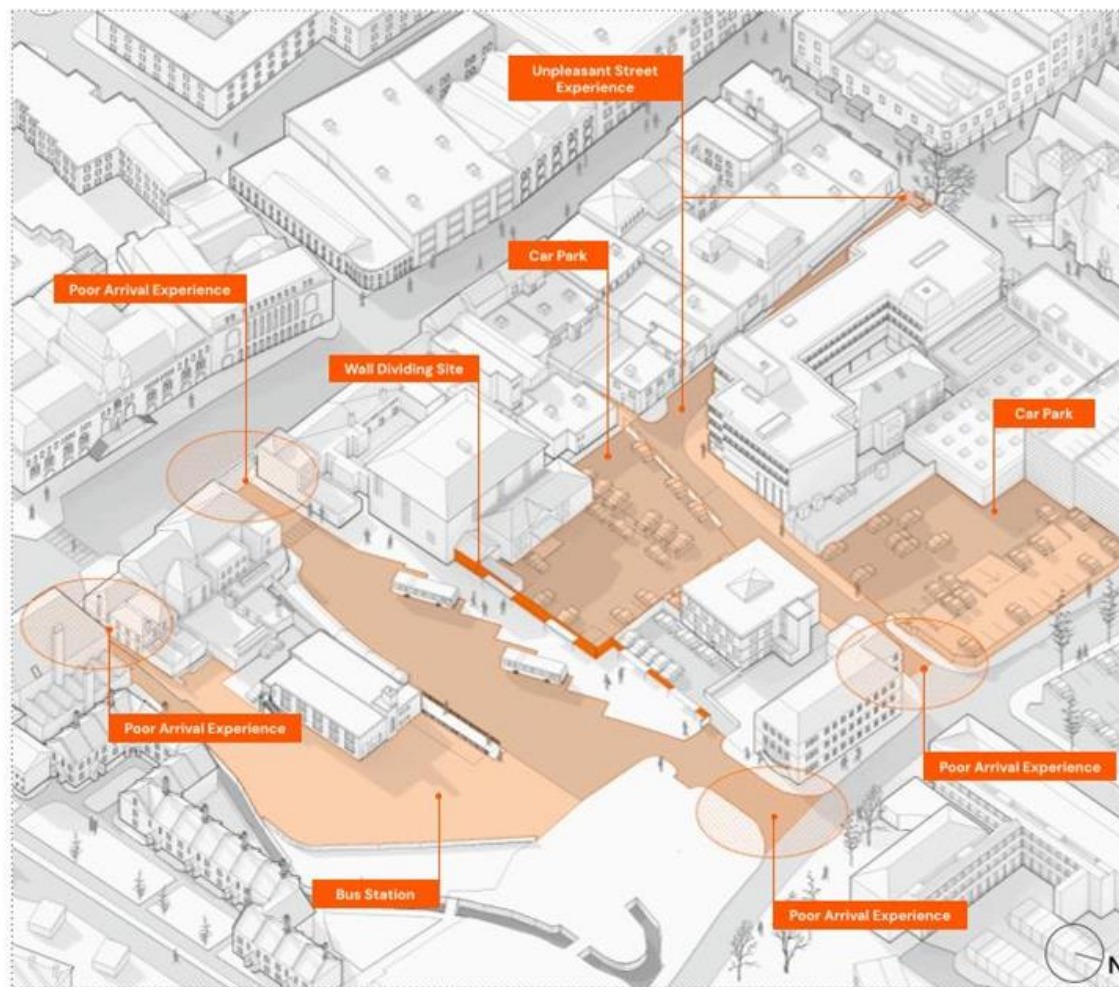 Unpleasant Street
Experience
Car Park
Poor Arrival Experience
Wall Dividing Site
Car Park
Poor Arrival Experience
Poor Arrival Experience
Bus Station
Poor Arrival Experience
N